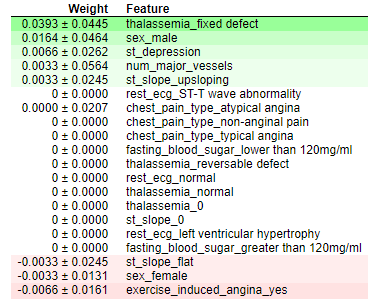 Weight Feature
0.0393 ± 0.0445 thalassemia_fixed defect
0.0164 ± 0.0464 sex_male
0.0066 ± 0.0262 st_depression
0.0033 ± 0.0564 num_major_vessels
0.0033 ± 0.0245 st_slope_upsloping
0 ± 0.0000 rest_ecg_ST-T wave abnormality
0.0000 ± 0.0207 chest_pain_type_atypical angina
0 ± 0.0000 chest_pain_type_non-anginal pain
0 ± 0.0000 chest_pain_type_typical angina
0 ± 0.0000 fasting_blood_sugar_lower than 120mg/ml
0 ± 0.0000 thalassemia_reversable defect
0 ± 0.0000 rest_ecg_normal
0 ± 0.0000 thalassemia_normal
0 ± 0.0000 thalassemia_0
0 ± 0.0000 st_slope_0
0 ± 0.0000 rest_ecg_left ventricular hypertrophy
0 ± 0.0000 fasting_blood_sugar_greater than 120mg/ml
-0.0033 ± 0.0245 st_slope_flat
-0.0033 ± 0.0131 sex_female
-0.0066 ± 0.0161 exercise_induced_angina_yes